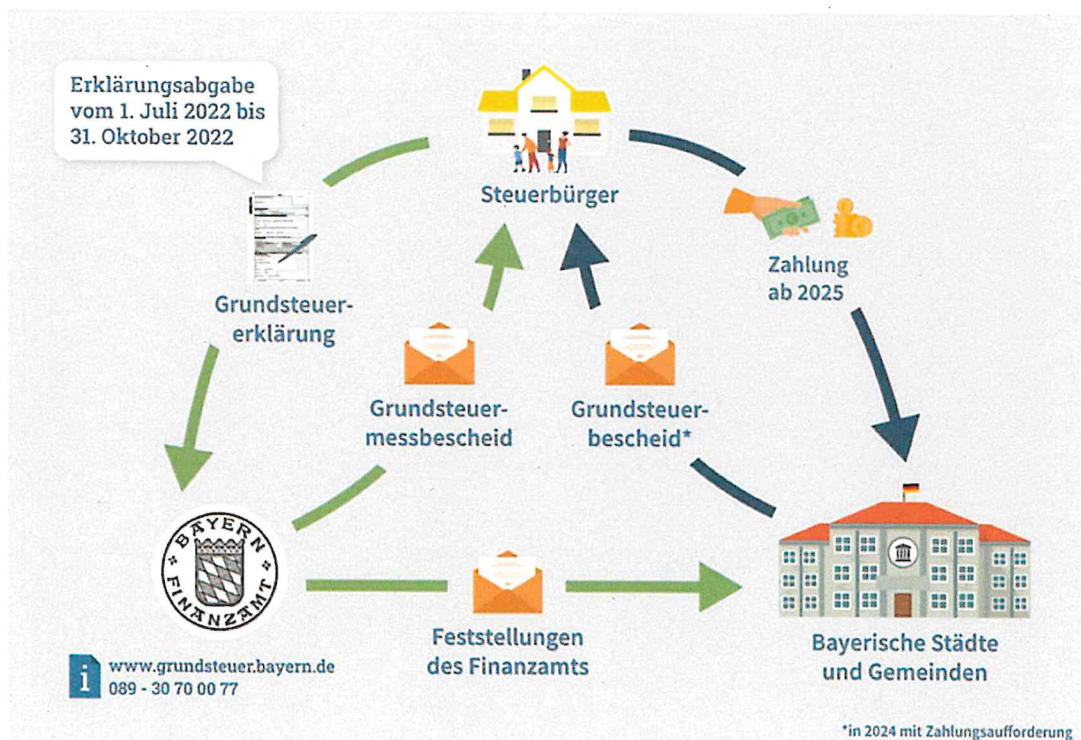 Erklärungsabgabe
vom 1. Juli 2022 bis
31. Oktober 2022
Steuerbürger
Grundsteuer-
erklärung
Zahlung
ab 2025
Grundsteuer-
messbescheid
Grundsteuer-
bescheid*
BAYERN
FINANZAMT
Feststellungen
des Finanzamts
Bayerische Städte
und Gemeinden
i
www.grundsteuer.bayern.de
089 - 30 70 00 77
*in 2024 mit Zahlungsaufforderung